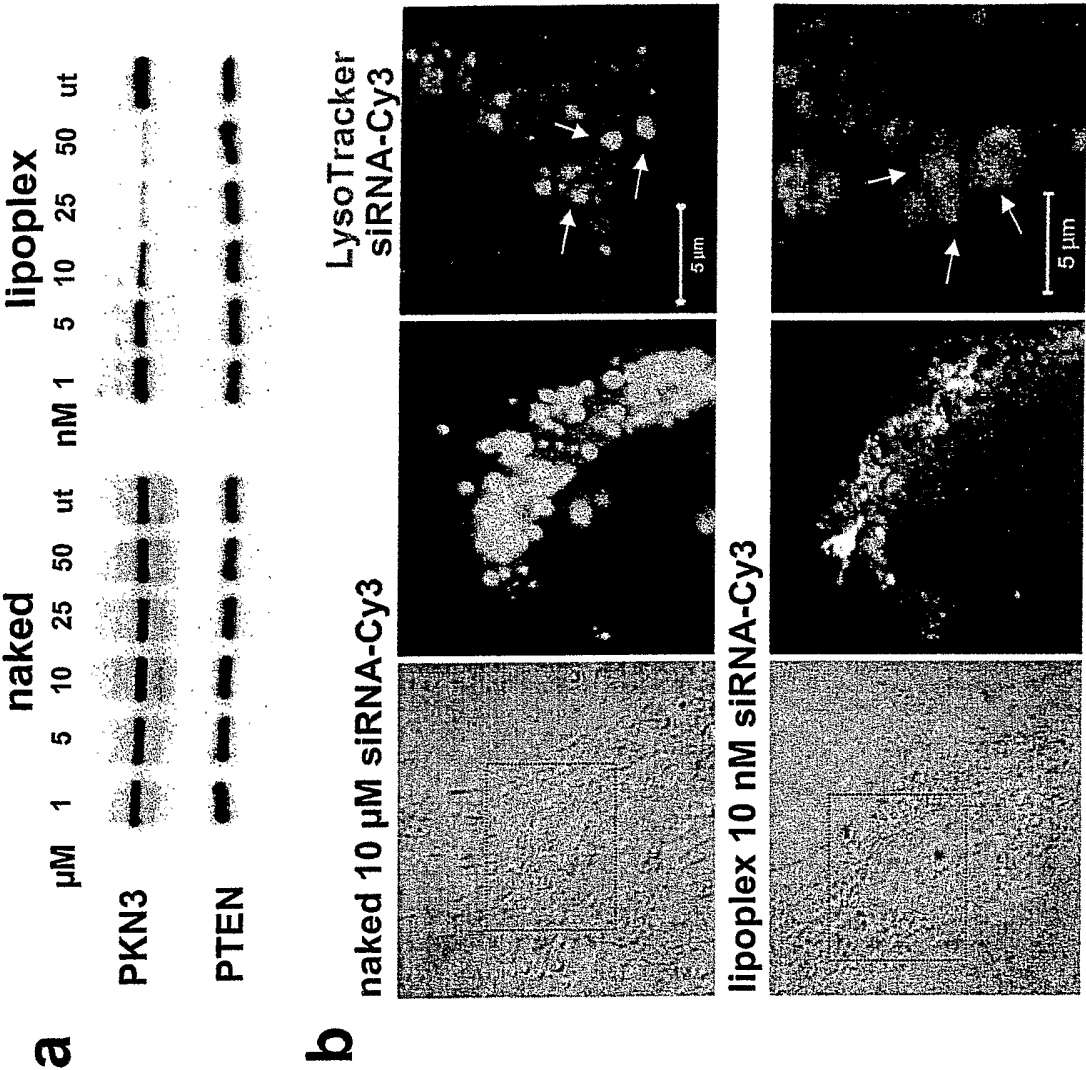 a
naked lipoplex
µM 1 5 10 25 50 ut nM 1 5 10 25 50 ut
PKN3
PTEN
b
naked 10 µM siRNA-Cy3
LysoTracker
siRNA-Cy3
5 µm
lipoplex 10 nM siRNA-Cy3
5 µm